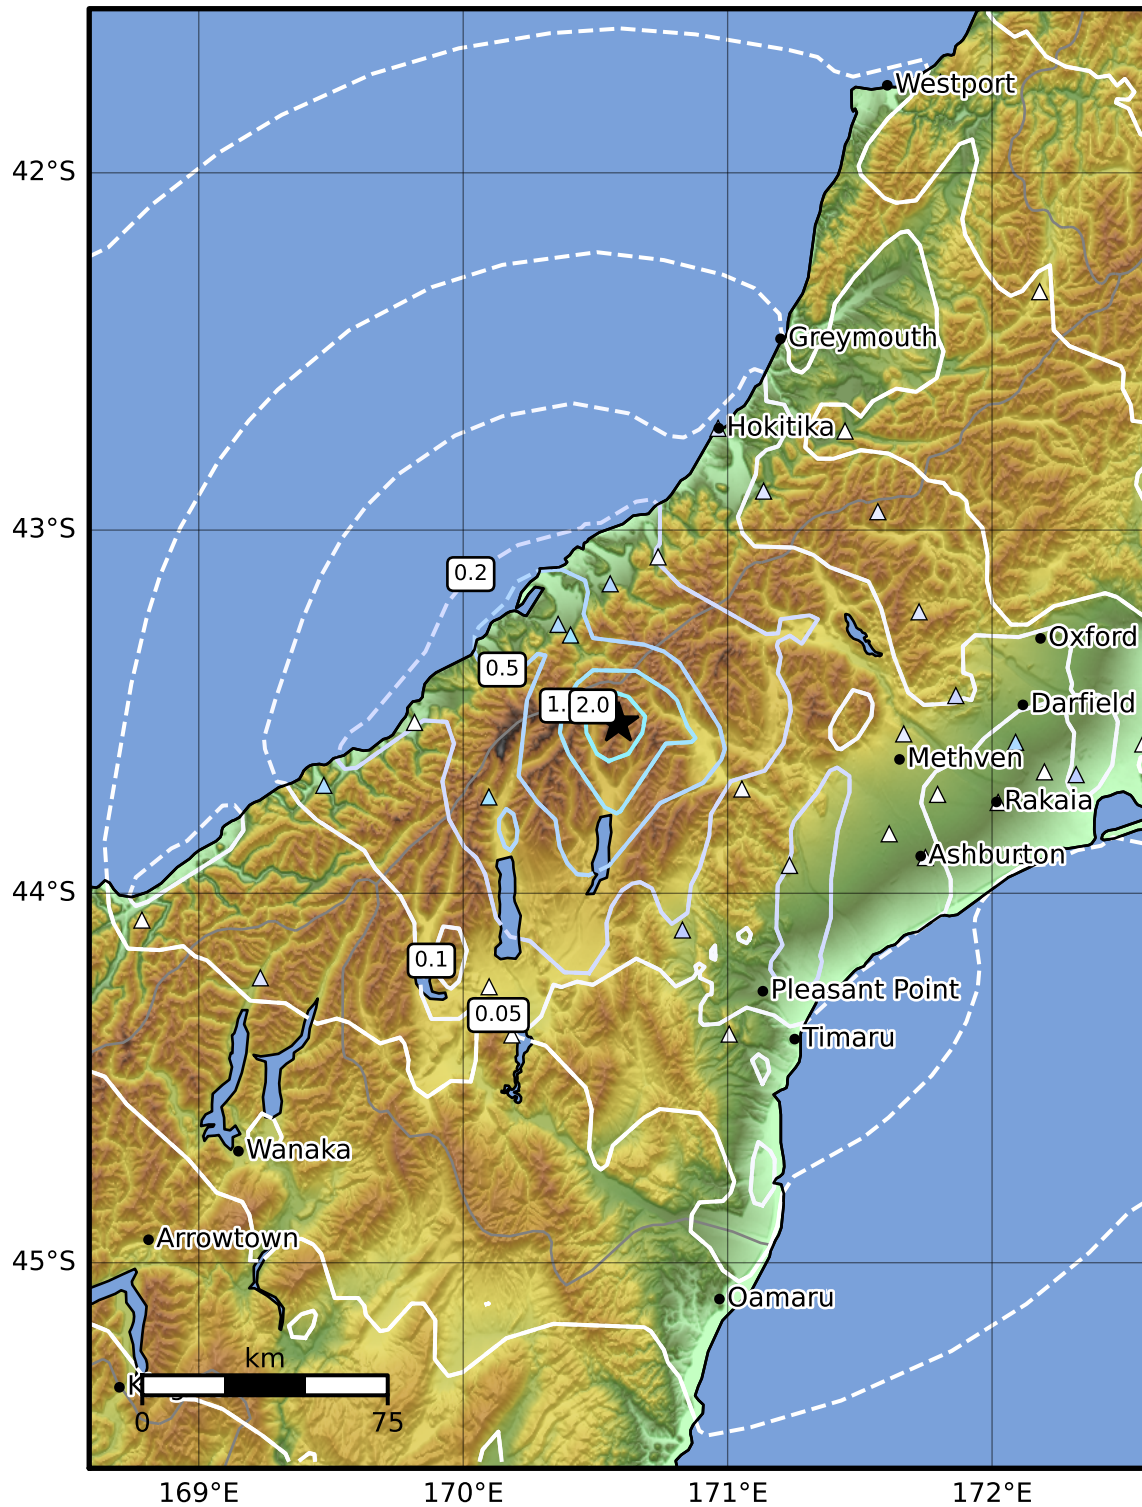 Westport
42°S
Greymouth
Hokitika
43°S
0.2
Oxford
0.5
1.
2.0
Darfield
Methven
Rakaia
Ashburton
44°S
0.1
Pleasant Point
0.05
Timaru
Wanaka
Arrowtown
45°S
Oamaru
km
0
75
169°E
170°E
171°E
172°E